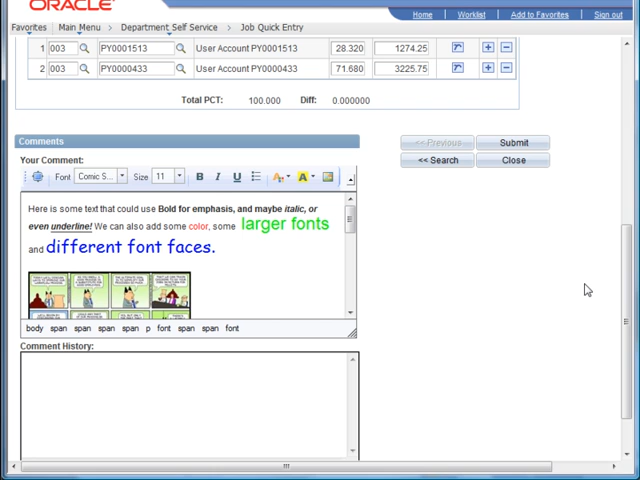 ORACLE
Home Worklist Add to Favorites Sign out
Favorites Main Menu > Department Self Service > Job Quick Entry
1 003 PY0001513 User Account PY0001513 28.320 1274.25
2 003 PY0000433 User Account PY0000433 71.680 3225.75
Total PCT: 100.000 Diff: 0.000000
Comments
<< Previous Submit
<< Search Close
Your Comment:
Font Comic S... Size 11 B I U A A
Here is some text that could use Bold for emphasis, and maybe italic, or
even underline! We can also add some color, some larger fonts
and different font faces.
body span span span span p font span span font
Comment History: